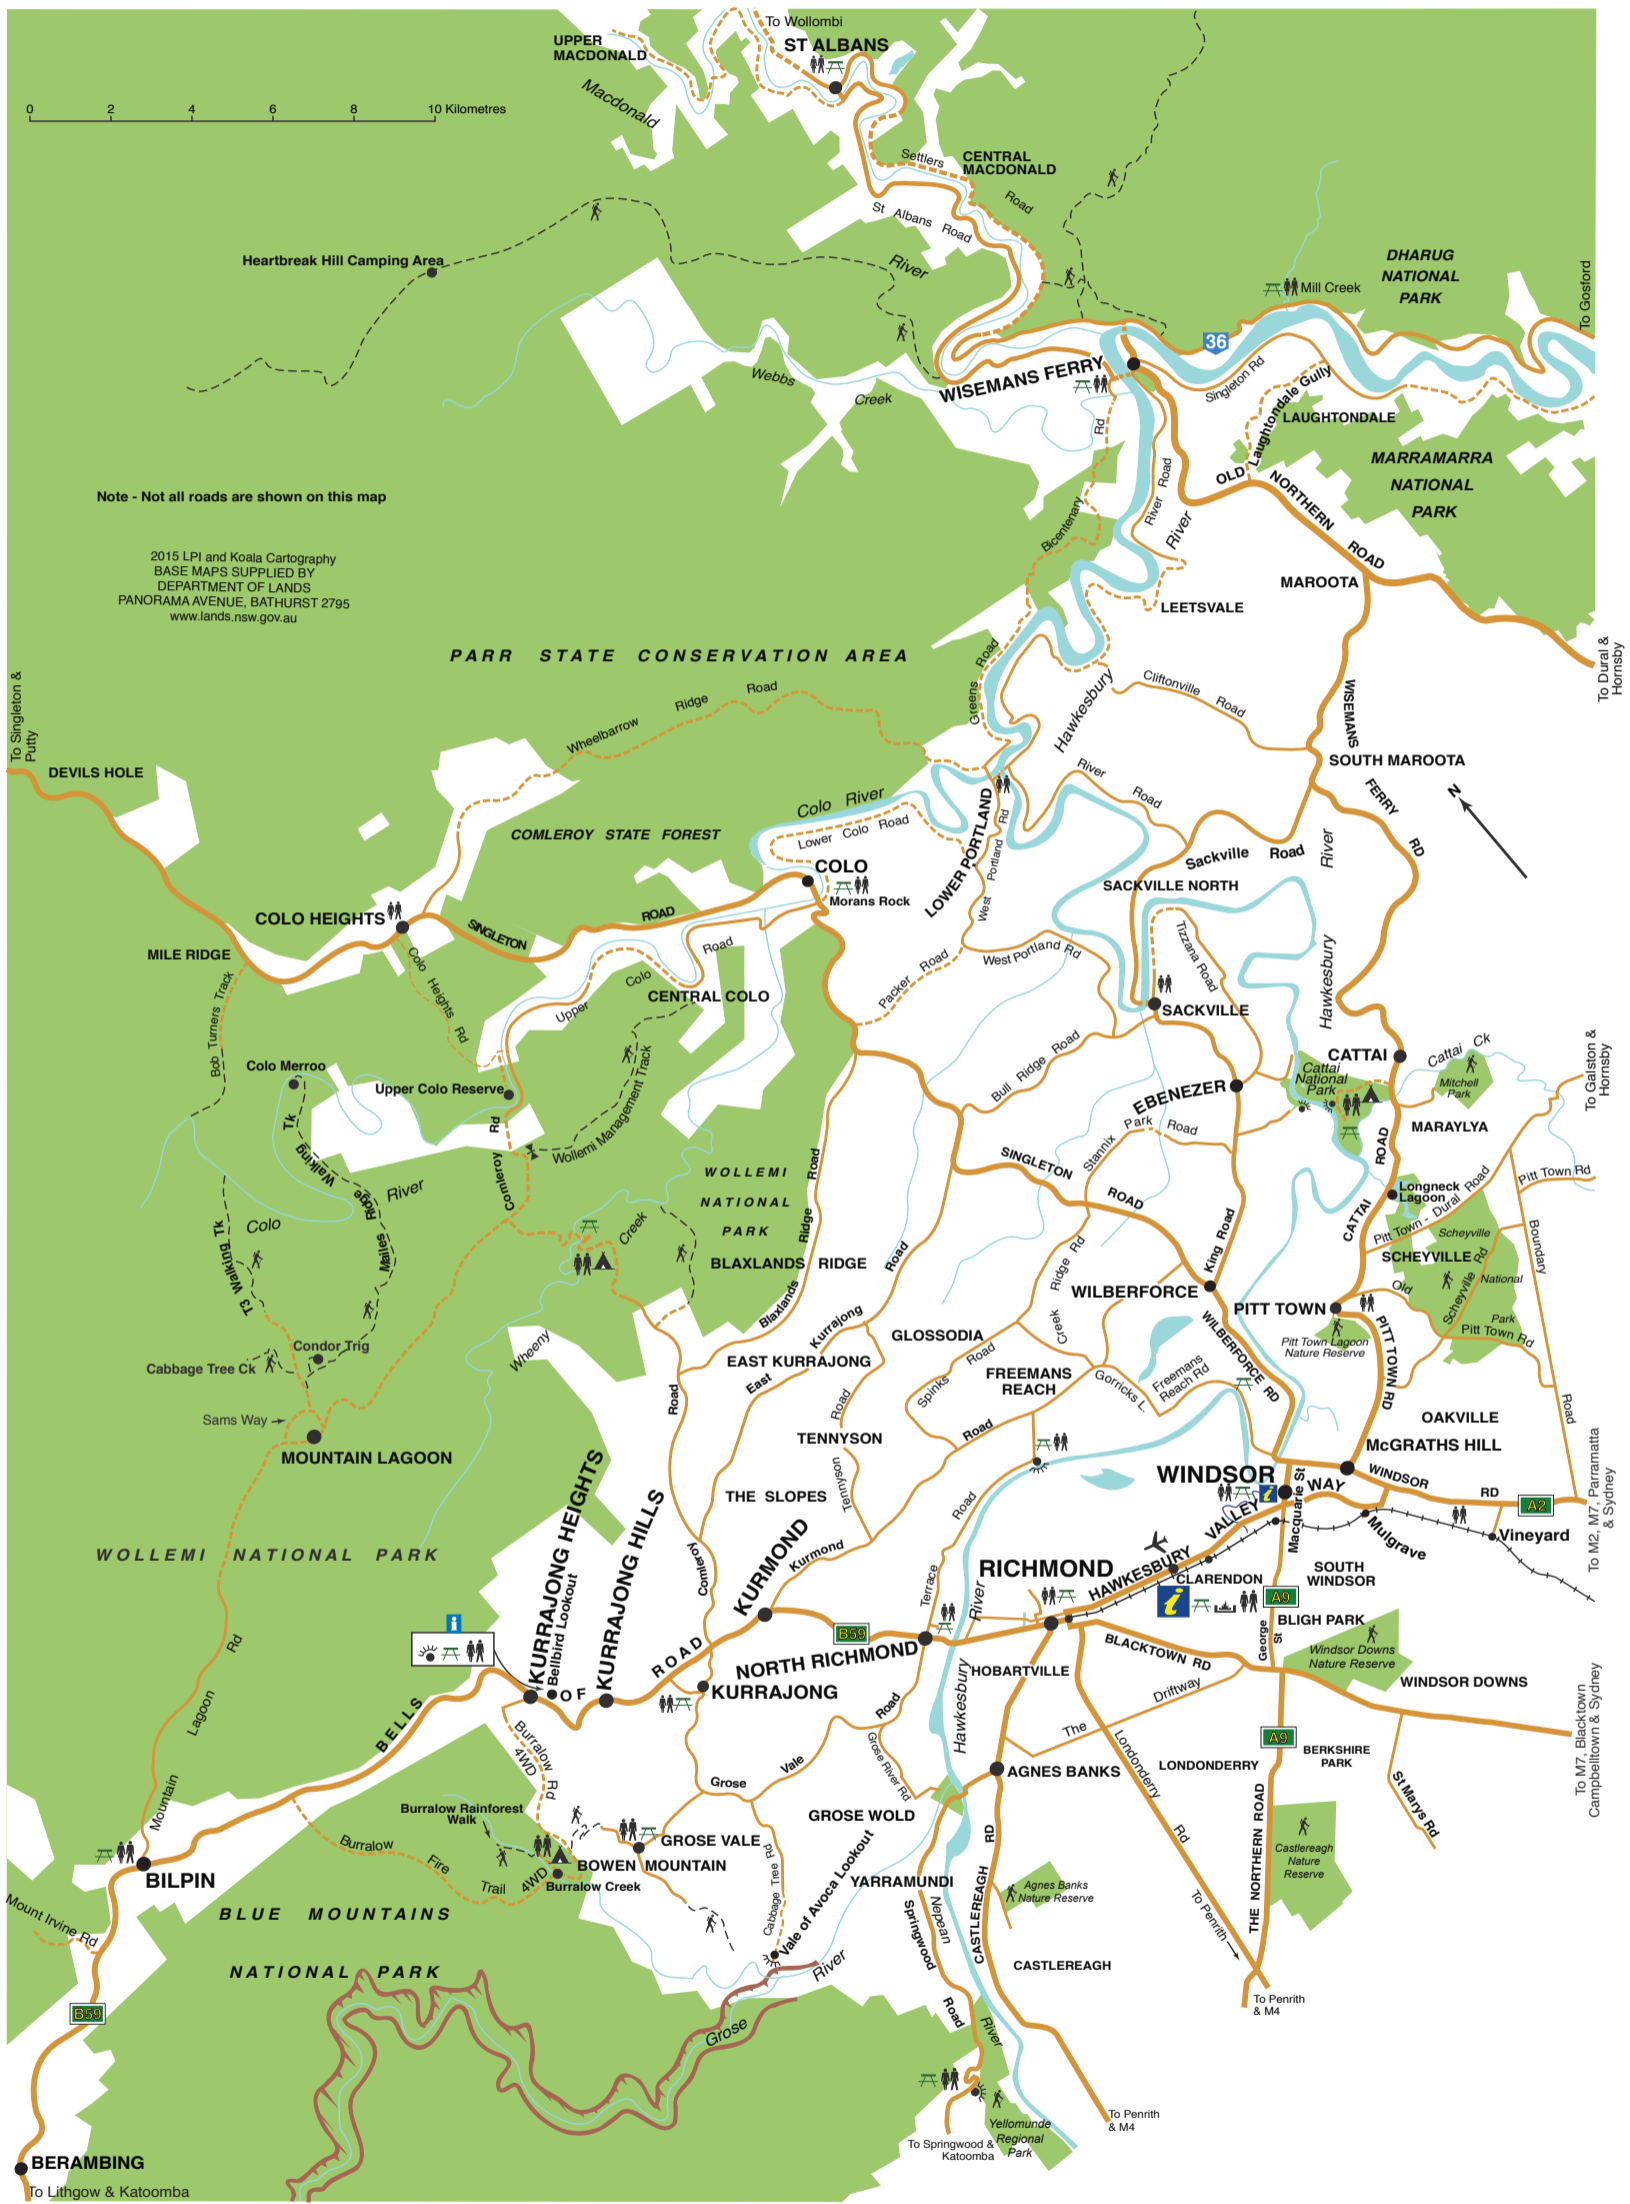 To Wollombi
UPPER
MACDONALD
ST ALBANS
Macdonald
0 2 4 6 8 10 Kilometres
Settlers
Road
CENTRAL
MACDONALD
St Albans Road
Heartbreak Hill Camping Area
River
DHARUG
NATIONAL
PARK
Mill Creek
To Gosford
36
Webbs
Creek
WISEMANS FERRY
Singleton Rd
Laughtondale Gully
LAUGHTONDALE
Rd
Bicentenary
River Road
River
OLD
NORTHERN
ROAD
MARRAMARRA
NATIONAL
PARK
Note - Not all roads are shown on this map
2015 LPI and Koala Cartography
BASE MAPS SUPPLIED BY
DEPARTMENT OF LANDS
PANORAMA AVENUE, BATHURST 2795
www.lands.nsw.gov.au
MAROOTA
LEETSVALE
PARR STATE CONSERVATION AREA
To Dural &
Hornsby
Greens Road
Hawkesbury
Cliftonville Road
WISEMANS
FERRY
RD
Wheelbarrow Ridge Road
To Singleton &
Putty
DEVILS HOLE
SOUTH MAROOTA
N
River Road
Colo River
Lower Colo Road
COMLEROY STATE FOREST
LOWER PORTLAND
West Portland Rd
Sackville Road
River
COLO
Morans Rock
SACKVILLE NORTH
COLO HEIGHTS
SINGLETON
ROAD
MILE RIDGE
Bob Turners Track
Colo Heights Rd
Upper Colo Road
CENTRAL COLO
Packer Road
West Portland Rd
Tizzana Road
Hawkesbury
SACKVILLE
Colo Merroo
Upper Colo Reserve
Wollemi Management Track
Bull Ridge Road
EBENEZER
CATTAI
Cattai Ck
Cattai
National
Park
Mitchell
Park
To Galston &
Hornsby
MARAYLYA
Walking Tk
Malies Ridge
Comleroy Rd
Colo
River
T3 Walking Tk
WOLLEMI
NATIONAL
PARK
Creek
Wheeny
BLAXLANDS RIDGE
Blaxlands Ridge Road
Stannix Park Road
SINGLETON
ROAD
King Road
CATTAI ROAD
Longneck
Lagoon
Pitt Town - Dural Road
Pitt Town Rd
SCHEYVILLE
Scheyville
National
Park
Scheyville Rd
Old
Pitt Town Rd
Boundary
Road
WILBERFORCE
Creek Ridge Rd
PITT TOWN
Pitt Town Lagoon
Nature Reserve
PITT TOWN RD
WILBERFORCE RD
GLOSSODIA
East Kurrajong Road
EAST KURRAJONG
Spinks Road
FREEMANS
REACH
Gorricks L.
Freemans
Reach Rd
Condor Trig
Cabbage Tree Ck
Sams Way
MOUNTAIN LAGOON
Road
Tennyson
Road
TENNYSON
THE SLOPES
Road
OAKVILLE
McGRATHS HILL
WINDSOR
WINDSOR RD
A2
To M2, M7, Parramatta
& Sydney
HAWKESBURY VALLEY WAY
Macquarie St
Mulgrave
Vineyard
SOUTH
WINDSOR
WOLLEMI NATIONAL PARK
KURRAJONG HEIGHTS
Bellbird Lookout
KURRAJONG HILLS
Comleroy
KURMOND
Kurmond
Terrace
Road
River
RICHMOND
CLARENDON
A9
BLIGH PARK
George
St
Windsor Downs
Nature Reserve
WINDSOR DOWNS
BLACKTOWN RD
B59
NORTH RICHMOND
HOBARTVILLE
BELLS
OF
ROAD
KURRAJONG
Mountain
Lagoon
Rd
Hawkesbury
The
Driftway
A9
BERKSHIRE
PARK
LONDONDERRY
Londonderry
Rd
St Marys Rd
To M7, Blacktown
Campbelltown & Sydney
AGNES BANKS
Grose
Vale
Road
Grose River Rd
Burralow Rd
4WD
Burralow Rainforest
Walk
GROSE WOLD
GROSE VALE
BOWEN MOUNTAIN
Burralow Creek
Burralow
Fire
Trail
4WD
BILPIN
Mount Irvine Rd
Cabbage Tree Rd
Vale of Avoca Lookout
YARRAMUNDI
Springwood
Road
Nepean
River
CASTLEREAGH RD
Agnes Banks
Nature Reserve
Castlereagh
Nature
Reserve
THE NORTHERN ROAD
To Penrith
CASTLEREAGH
BLUE MOUNTAINS
NATIONAL PARK
River
Grose
To Penrith
& M4
B59
To Penrith
& M4
Yellomunde
Regional
Park
To Springwood &
Katoomba
BERAMBING
To Lithgow & Katoomba